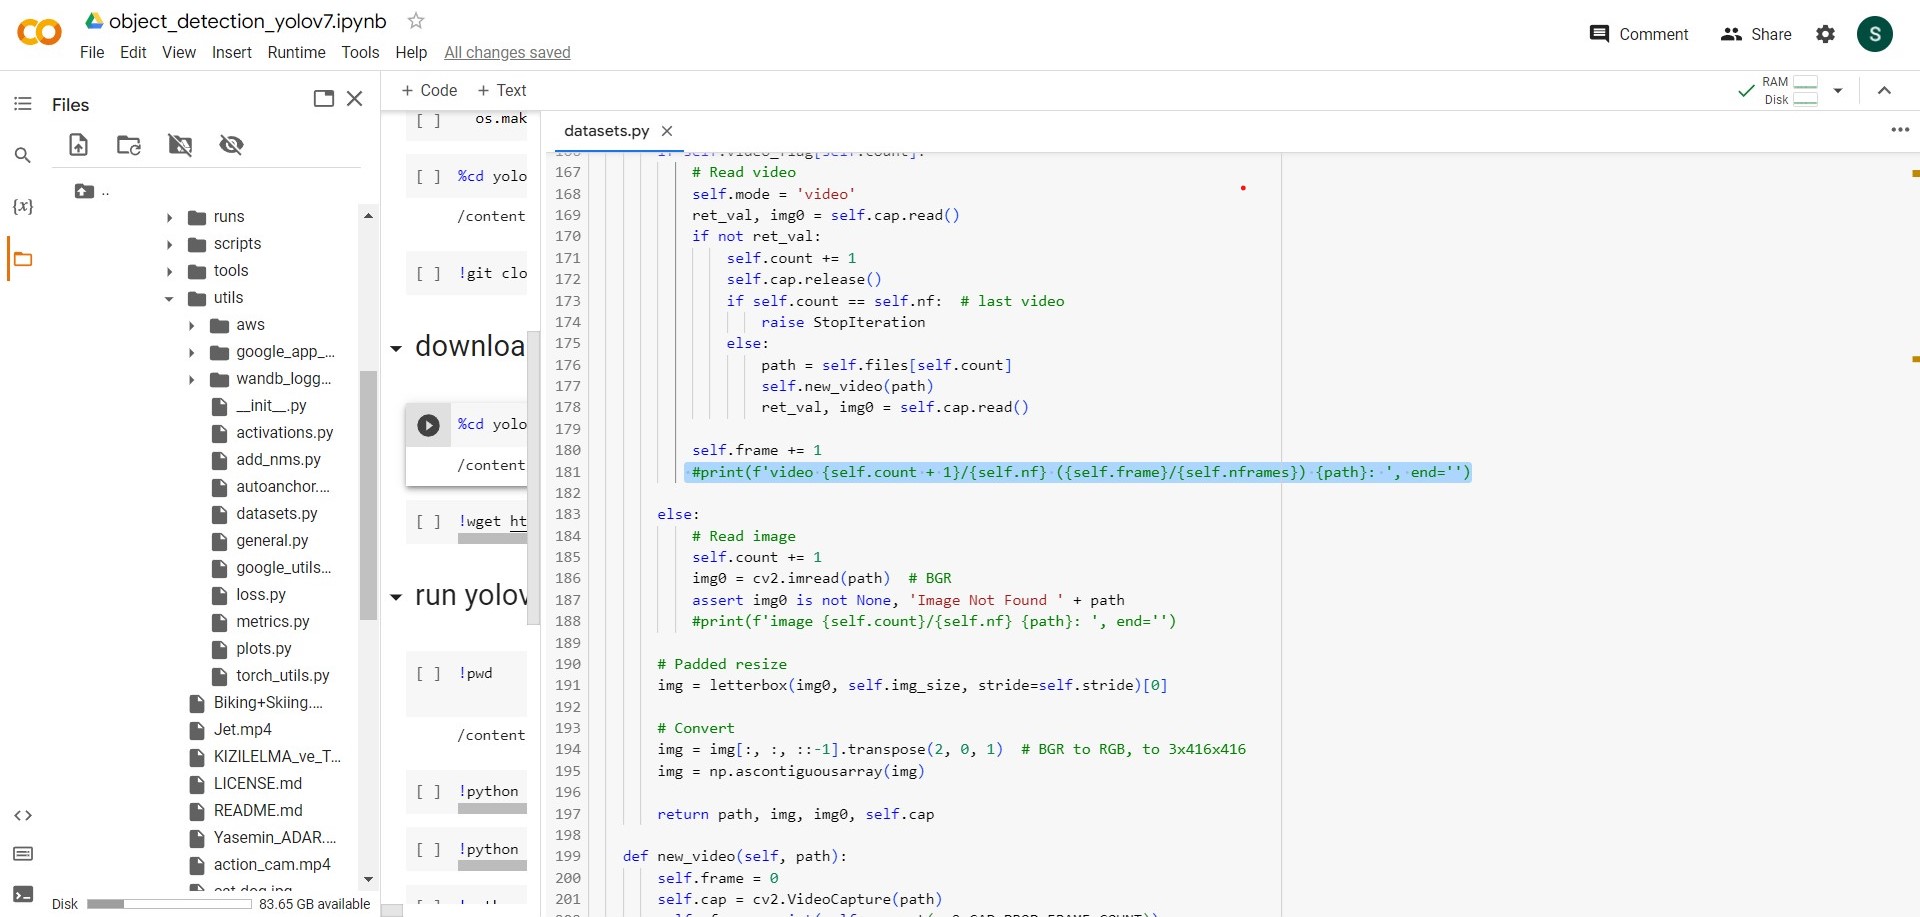 object_detection_yolov7.ipynb
File Edit View Insert Runtime Tools Help All changes saved
Comment
Share
S
Files
+ Code + Text
RAM
Disk
..
runs
scripts
tools
utils
aws
google_app_...
wandb_logg...
__init__.py
activations.py
add_nms.py
autoanchor....
datasets.py
general.py
google_utils...
loss.py
metrics.py
plots.py
torch_utils.py
Biking+Skiing....
Jet.mp4
KIZILELMA_ve_T...
LICENSE.md
README.md
Yasemin_ADAR....
action_cam.mp4
Disk 83.65 GB available
{x}
[ ] os.mak
[ ] %cd yolo
/content
[ ] !git clo
downloa
%cd yolo
/content
[ ] !wget ht
run yolov
[ ] !pwd
/content
[ ] !python
[ ] !python
datasets.py
167 # Read video
168 self.mode = 'video'
169 ret_val, img0 = self.cap.read()
170 if not ret_val:
171 self.count += 1
172 self.cap.release()
173 if self.count == self.nf:  # last video
174 raise StopIteration
175 else:
176 path = self.files[self.count]
177 self.new_video(path)
178 ret_val, img0 = self.cap.read()
179
180 self.frame += 1
181 #print(f'video {self.count + 1}/{self.nf} ({self.frame}/{self.nframes}) {path}: ', end='')
182
183 else:
184 # Read image
185 self.count += 1
186 img0 = cv2.imread(path)  # BGR
187 assert img0 is not None, 'Image Not Found ' + path
188 #print(f'image {self.count}/{self.nf} {path}: ', end='')
189
190 # Padded resize
191 img = letterbox(img0, self.img_size, stride=self.stride)[0]
192
193 # Convert
194 img = img[:, :, ::-1].transpose(2, 0, 1)  # BGR to RGB, to 3x416x416
195 img = np.ascontiguousarray(img)
196
197 return path, img, img0, self.cap
198
199 def new_video(self, path):
200 self.frame = 0
201 self.cap = cv2.VideoCapture(path)